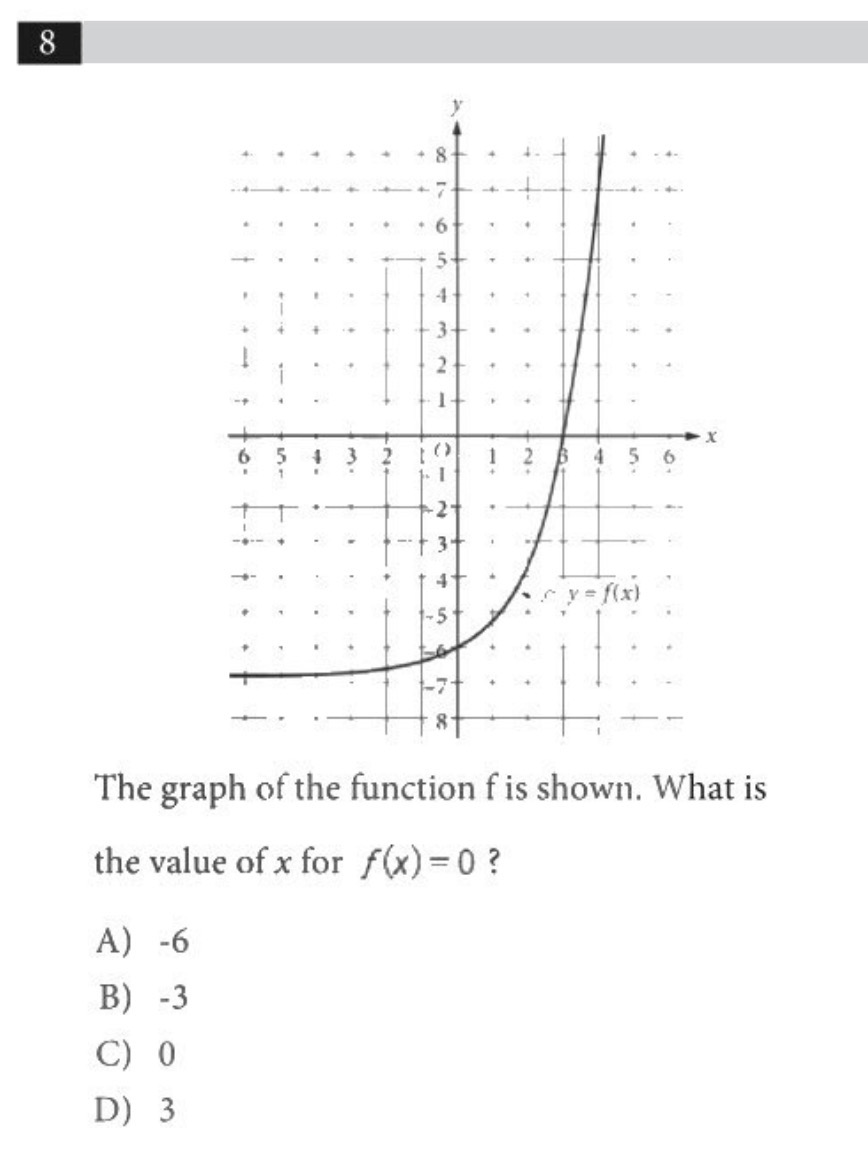 8
y
8
7
6
5
4
3
2
1
x
6 5 4 3 2 O 1 2 3 4 5 6
1
-2
3
4
y = f(x)
-5
-6
-7
8
The graph of the function f is shown. What is
the value of x for f(x) = 0 ?
A) -6
B) -3
C) 0
D) 3